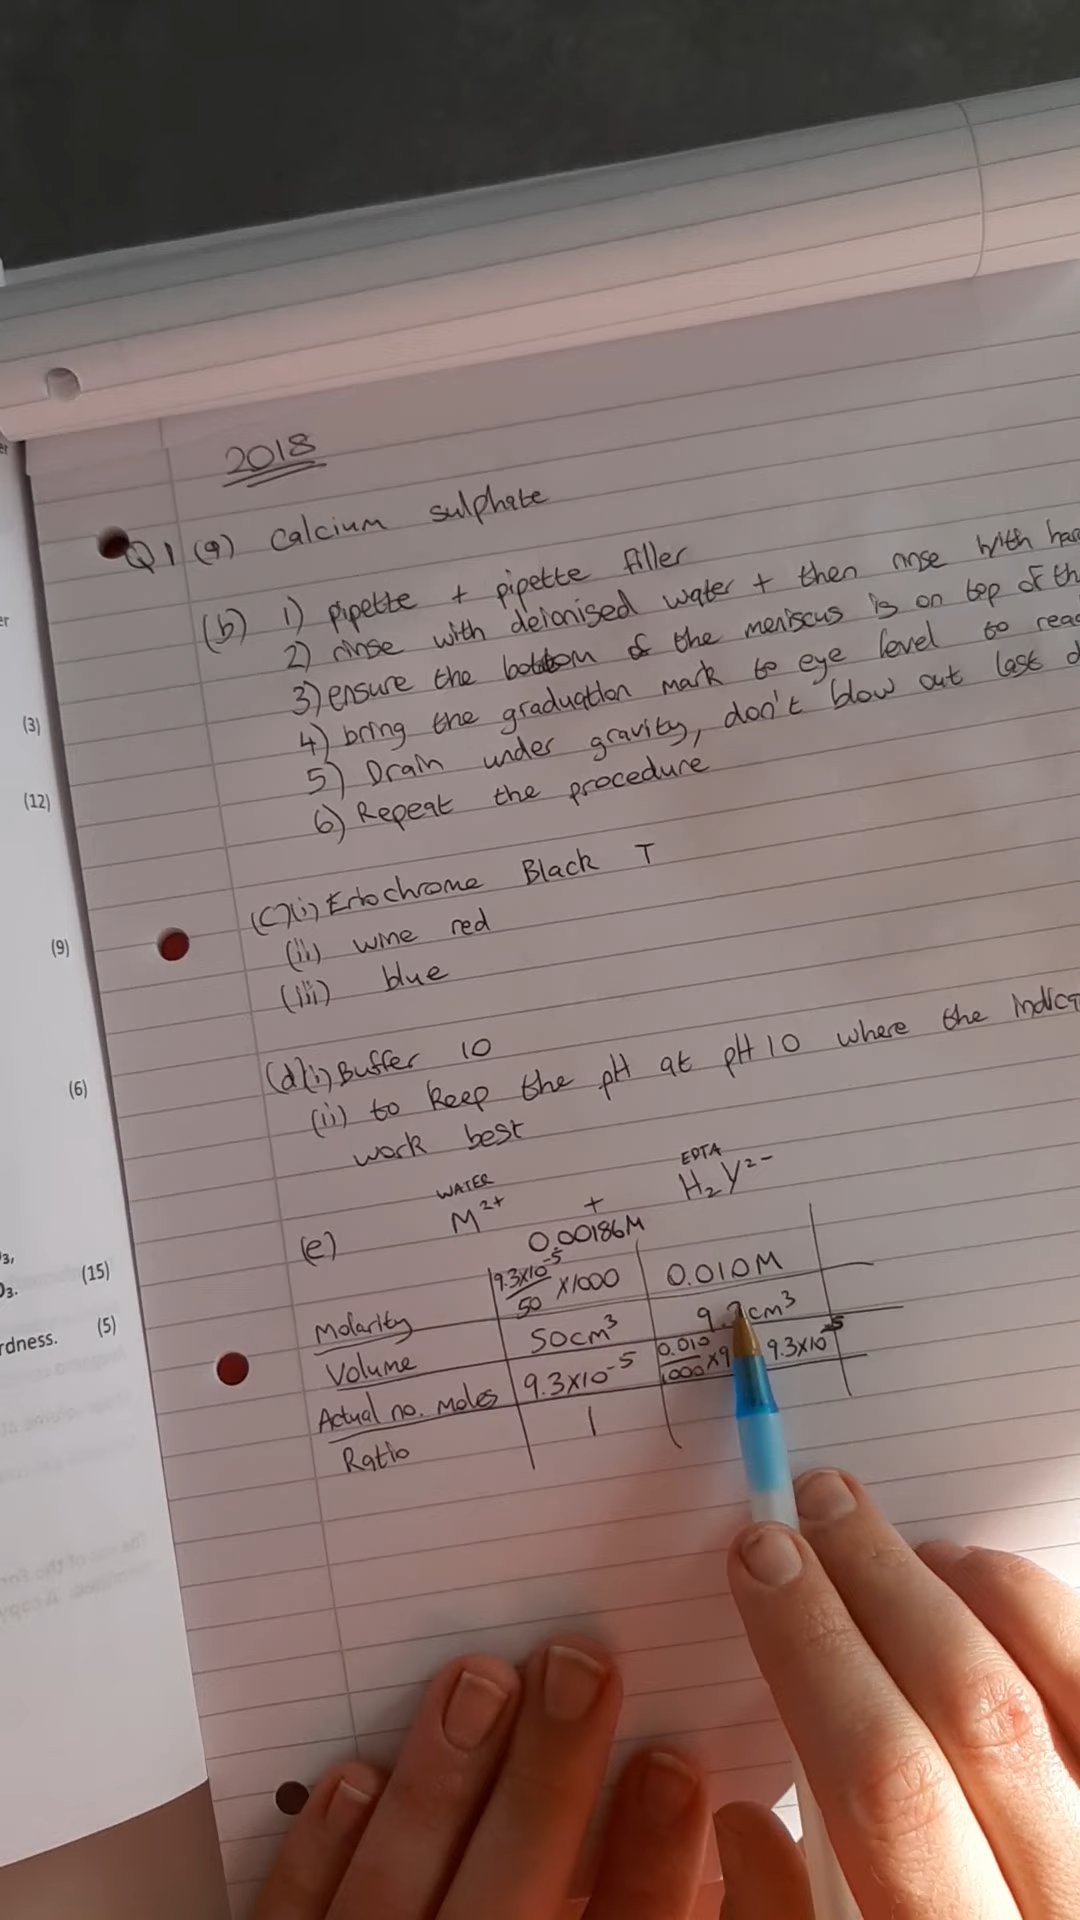 2018
Q1 (a) Calcium sulphate
(b) 1) pipette + pipette filler
2) rinse with deionised water + then rinse with
3) ensure the bottom of the meniscus is on top of
4) bring the graduation mark to eye level to
5) Drain under gravity, don't blow out last
6) Repeat the procedure
(3)
(12)
(c)(i) Eriochrome Black T
(ii) wine red
(iii) blue
(9)
(d)(i) Buffer 10
(ii) to keep the pH at pH 10 where the
work best
(6)
WATER EDTA
(e) M2+ + H2Y2-
0.00186M
Molarity 9.3x10-5/50 x1000 0.010M
Volume 50cm3 cm3
Actual no. Moles 9.3x10-5 0.010/1000 x9 9.3x10-5
Ratio 1
(15)
rdness. (5)